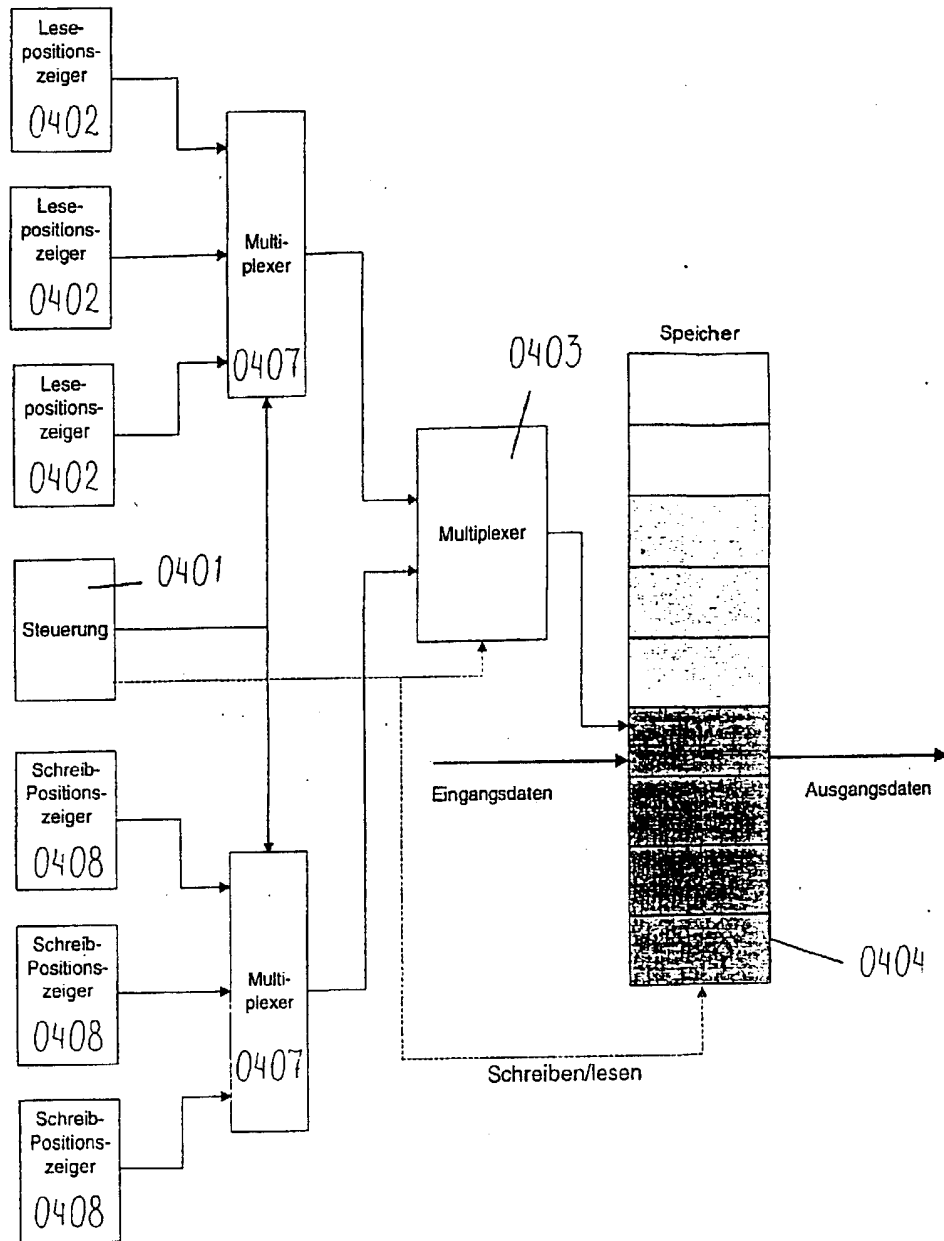 Lese-
positions-
zeiger
0402
Lese-
positions-
zeiger
0402
Lese-
positions-
zeiger
0402
Multi-
plexer
0407
0403
Multiplexer
Speicher
0401
Steuerung
Eingangsdaten
Ausgangsdaten
Schreib-
Positions-
zeiger
0408
Schreib-
Positions-
zeiger
0408
Schreib-
Positions-
zeiger
0408
Multi-
plexer
0407
0404
Schreiben/lesen